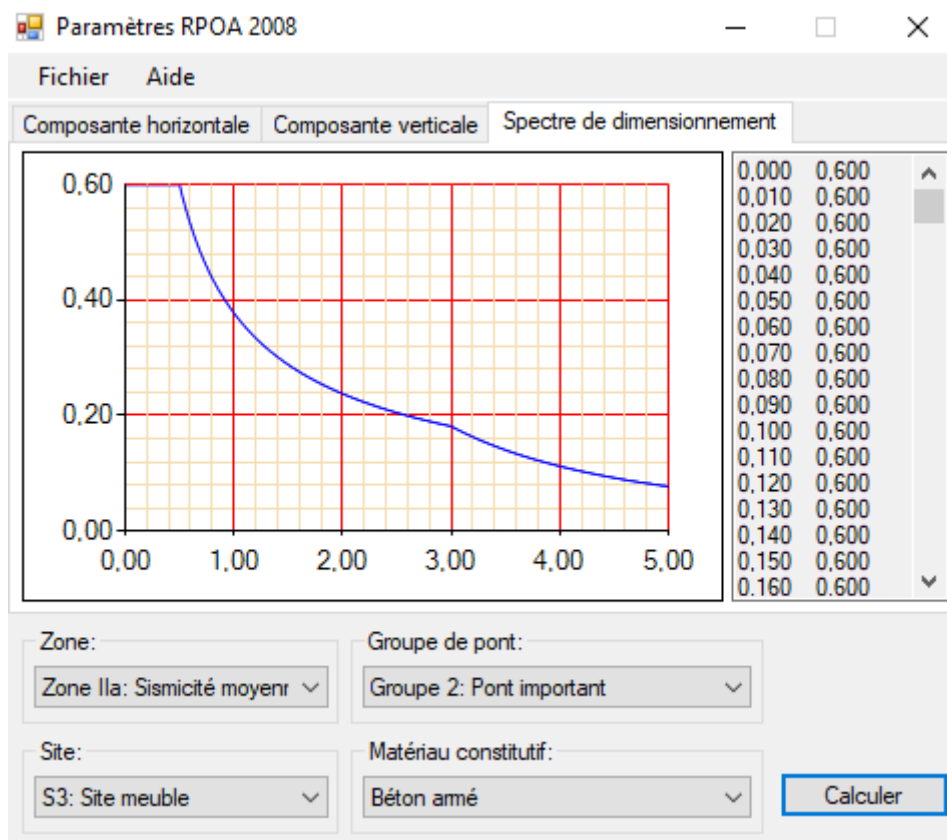 Paramètres RPOA 2008
Fichier Aide
Composante horizontale Composante verticale Spectre de dimensionnement
0,60
0,40
0,20
0,00
0,00 1,00 2,00 3,00 4,00 5,00
0,000 0,600
0,010 0,600
0,020 0,600
0,030 0,600
0,040 0,600
0,050 0,600
0,060 0,600
0,070 0,600
0,080 0,600
0,090 0,600
0,100 0,600
0,110 0,600
0,120 0,600
0,130 0,600
0,140 0,600
0,150 0,600
0,160 0,600
Zone:
Zone IIa: Sismicité moyenr
Groupe de pont:
Groupe 2: Pont important
Site:
S3: Site meuble
Matériau constitutif:
Béton armé
Calculer